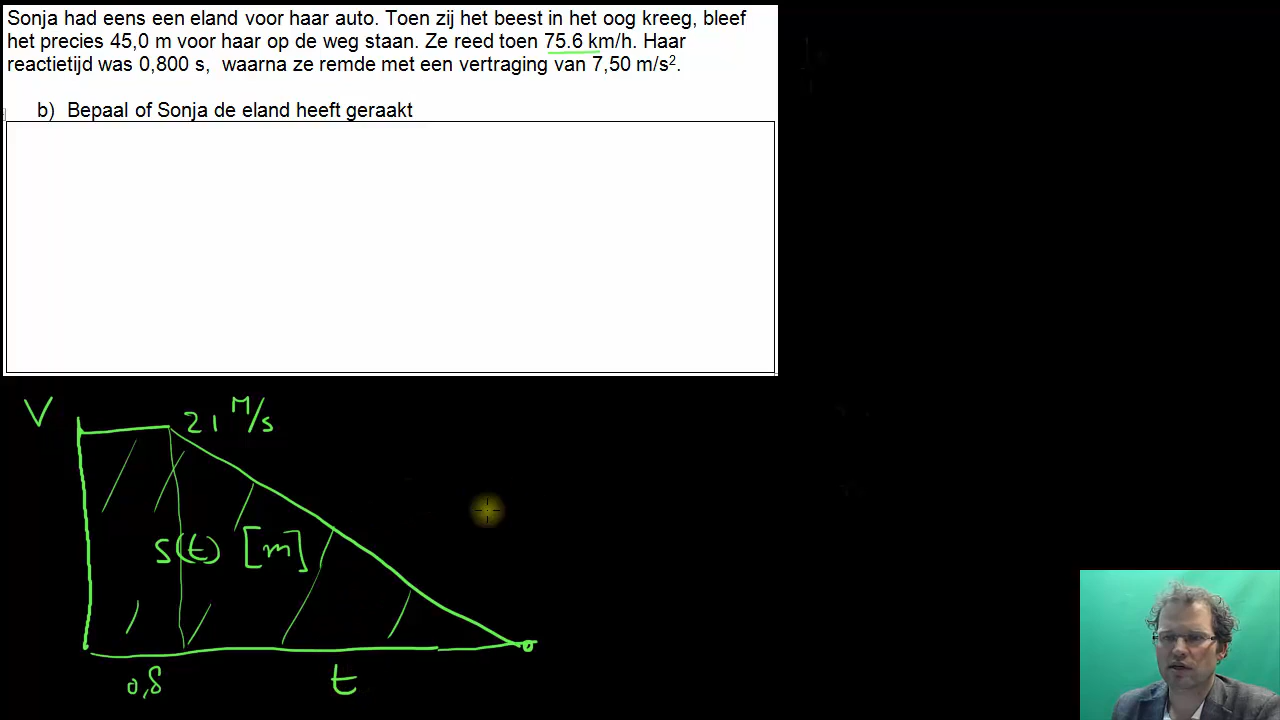 Sonja had eens een eland voor haar auto. Toen zij het beest in het oog kreeg, bleef
het precies 45,0 m voor haar op de weg staan. Ze reed toen 75.6 km/h. Haar
reactietijd was 0,800 s, waarna ze remde met een vertraging van 7,50 m/s².
b) Bepaal of Sonja de eland heeft geraakt
V
21 M/s
s(t) [m]
0,8
t